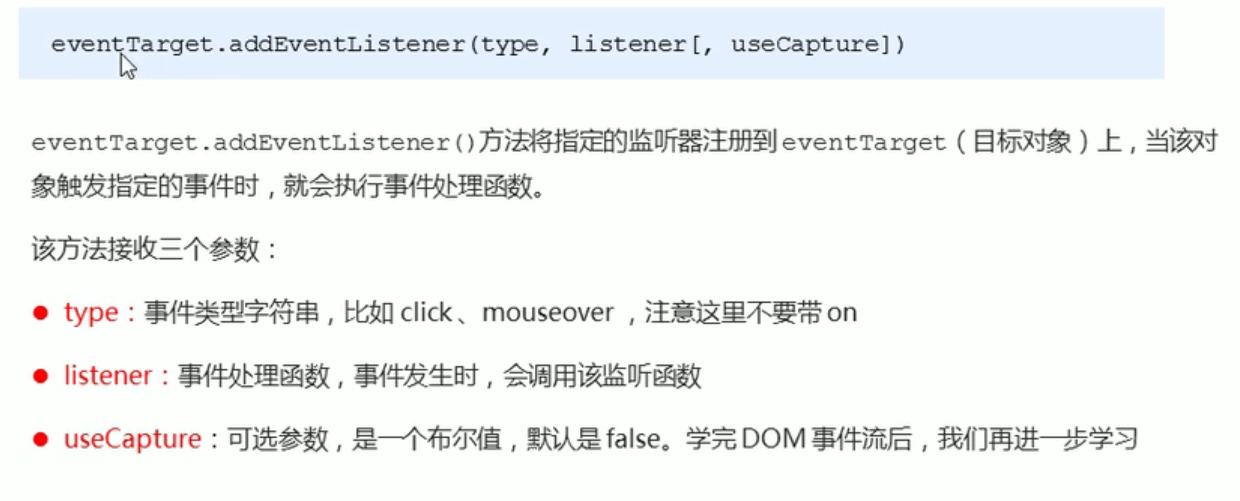 eventTarget.addEventListener(type, listener[, useCapture])
eventTarget.addEventListener()方法将指定的监听器注册到eventTarget（目标对象）上，当该对
象触发指定的事件时，就会执行事件处理函数。
该方法接收三个参数：
● type：事件类型字符串，比如 click、mouseover ，注意这里不要带 on
● listener：事件处理函数，事件发生时，会调用该监听函数
● useCapture：可选参数，是一个布尔值，默认是 false。学完 DOM 事件流后，我们再进一步学习